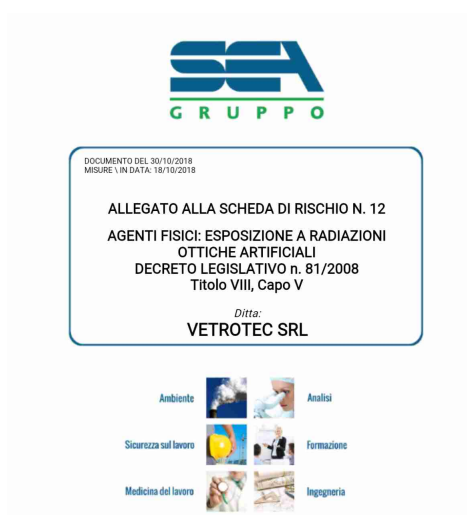 SEA
GRUPPO
DOCUMENTO DEL 30/10/2018
MISURE \ IN DATA: 18/10/2018
ALLEGATO ALLA SCHEDA DI RISCHIO N. 12
AGENTI FISICI: ESPOSIZIONE A RADIAZIONI
OTTICHE ARTIFICIALI
DECRETO LEGISLATIVO n. 81/2008
Titolo VIII, Capo V
Ditta:
VETROTEC SRL
Ambiente
Analisi
Sicurezza sul lavoro
Formazione
Medicina del lavoro
Ingegneria